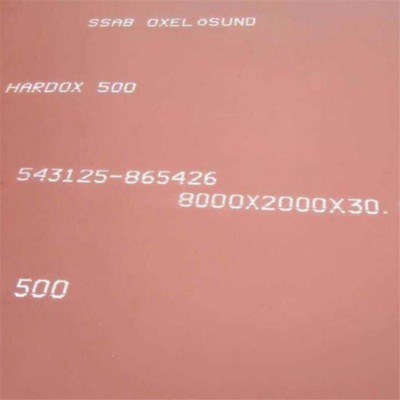 SSAB OXELÖSUND
HARDOX 500
543125-865426
8000X2000X30.
500